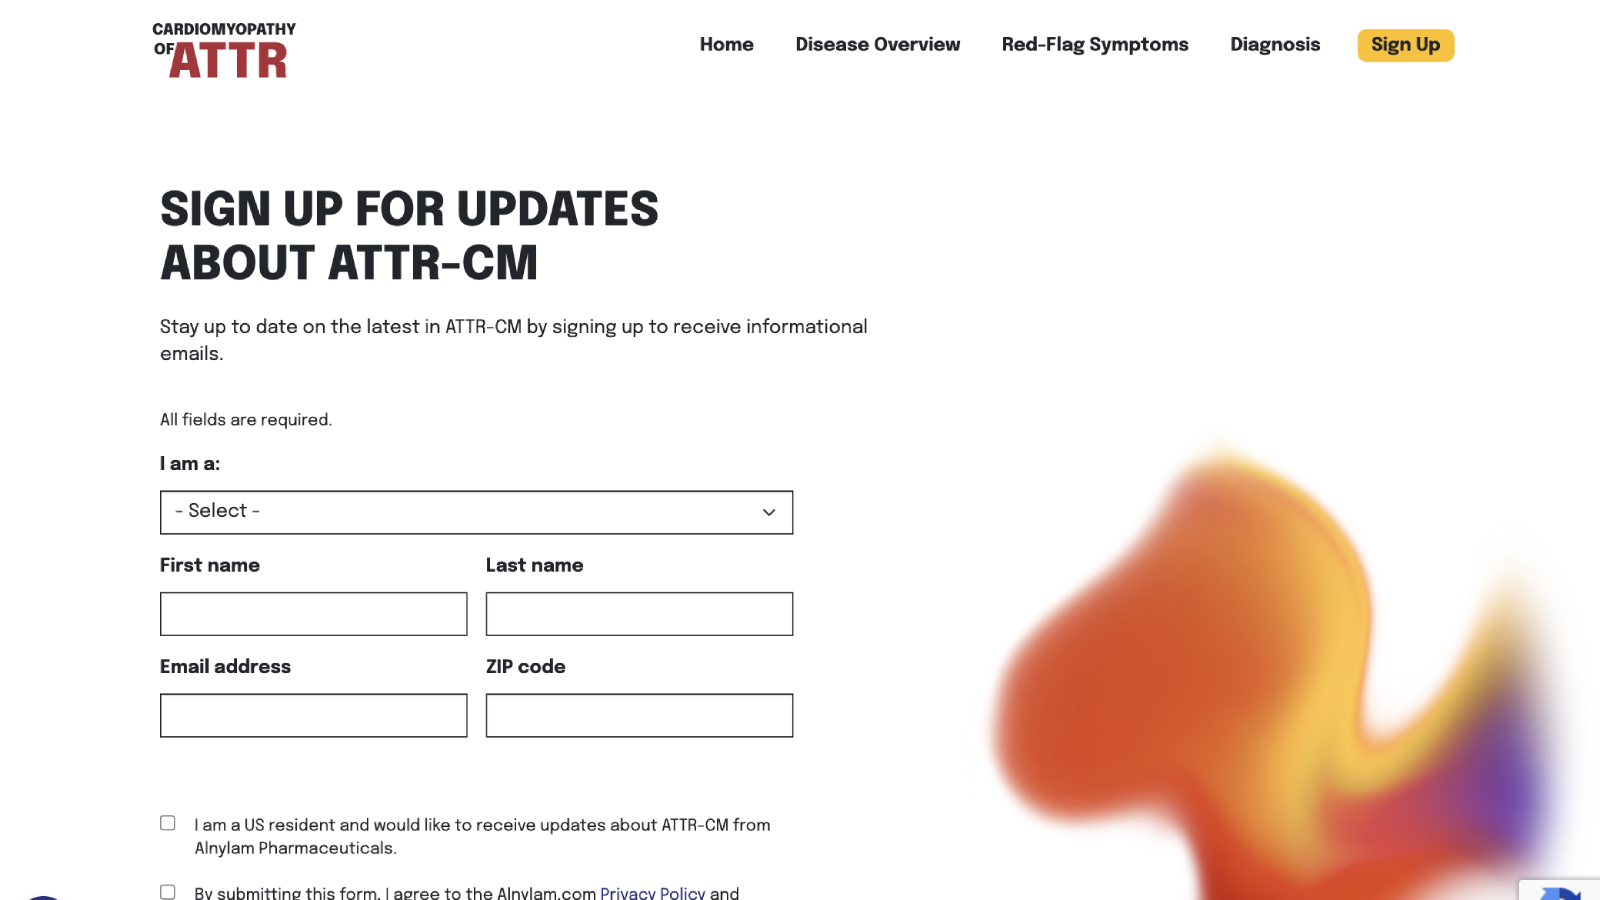 CARDIOMYOPATHY
OF ATTR
Home Disease Overview Red-Flag Symptoms Diagnosis Sign Up
SIGN UP FOR UPDATES
ABOUT ATTR-CM
Stay up to date on the latest in ATTR-CM by signing up to receive informational
emails.
All fields are required.
I am a:
- Select -
First name Last name
Email address ZIP code
I am a US resident and would like to receive updates about ATTR-CM from
Alnylam Pharmaceuticals.
By submitting this form, I agree to the Alnylam.com Privacy Policy and